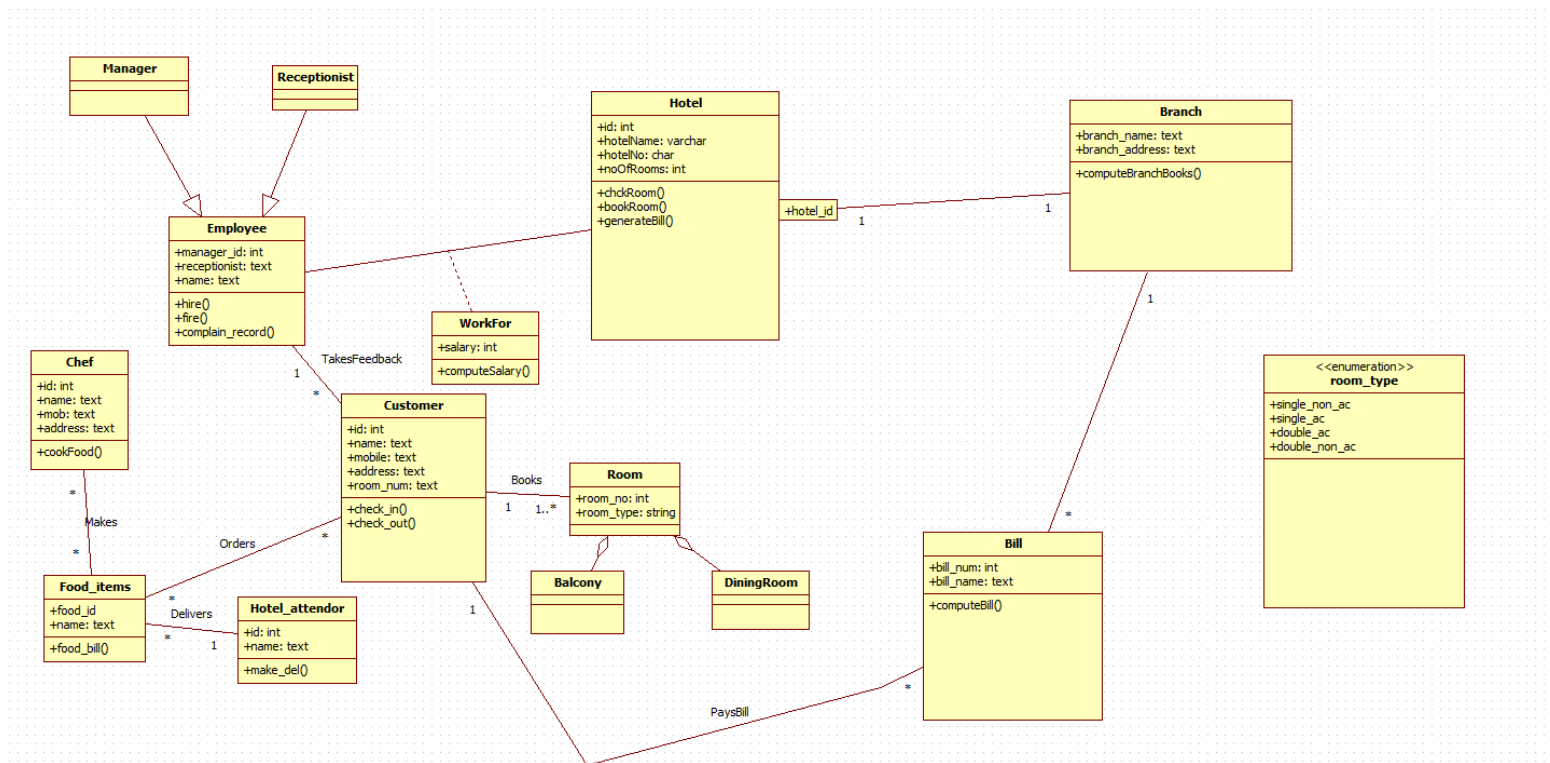 Manager
Receptionist
Employee
+manager_id: int
+receptionist: text
+name: text
+hire()
+fire()
+complain_record()
Hotel
+id: int
+hotelName: varchar
+hotelNo: char
+noOfRooms: int
+chckRoom()
+bookRoom()
+generateBill()
+hotel_id
1
1
Branch
+branch_name: text
+branch_address: text
+computeBranchBooks()
1
WorkFor
+salary: int
+computeSalary()
TakesFeedback
1
*
Chef
+id: int
+name: text
+mob: text
+address: text
+cookFood()
*
Makes
*
Customer
+id: int
+name: text
+mobile: text
+address: text
+room_num: text
+check_in()
+check_out()
Books
1
1..*
Room
+room_no: int
+room_type: string
<<enumeration>>
room_type
+single_non_ac
+single_ac
+double_ac
+double_non_ac
Orders
*
*
Food_items
+food_id
+name: text
+food_bill()
Delivers
*
1
Hotel_attendor
+id: int
+name: text
+make_del()
Balcony
DiningRoom
*
Bill
+bill_num: int
+bill_name: text
+computeBill()
1
PaysBill
*